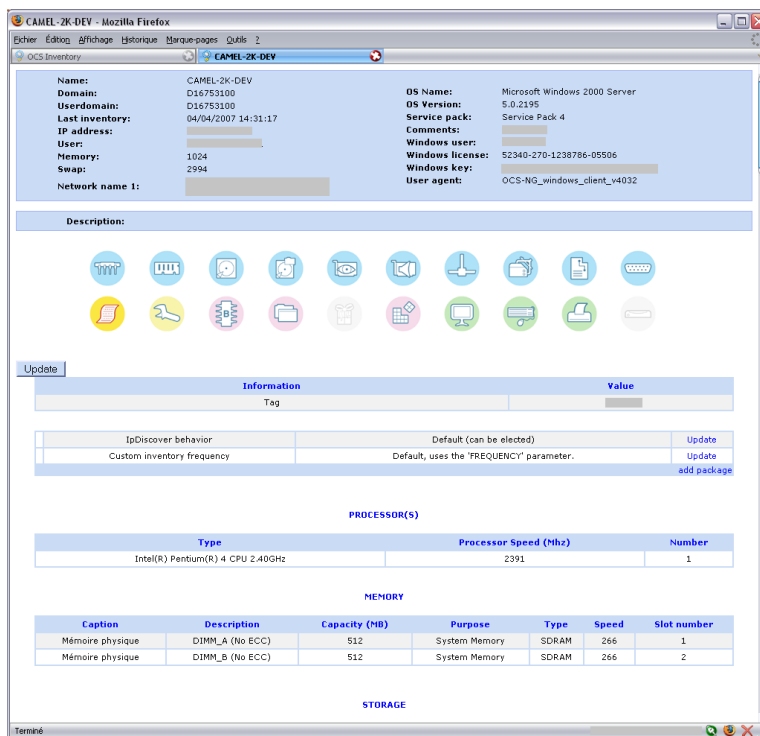 CAMEL-2K-DEV - Mozilla Firefox
Fichier Édition Affichage Historique Marque-pages Outils ?
OCS Inventory CAMEL-2K-DEV
Name: CAMEL-2K-DEV
Domain: D16753100
Userdomain: D16753100
Last inventory: 04/04/2007 14:31:17
IP address:
User:
Memory: 1024
Swap: 2994
Network name 1:
OS Name: Microsoft Windows 2000 Server
OS Version: 5.0.2195
Service pack: Service Pack 4
Comments:
Windows user:
Windows license: 52340-270-1238786-05506
Windows key:
User agent: OCS-NG_windows_client_v4032
Description:
B
Update
Information Value
Tag
IpDiscover behavior Default (can be elected) Update
Custom inventory frequency Default, uses the 'FREQUENCY' parameter. Update
add package
PROCESSOR(S)
Type Processor Speed (Mhz) Number
Intel(R) Pentium(R) 4 CPU 2.40GHz 2391 1
MEMORY
Caption Description Capacity (MB) Purpose Type Speed Slot number
Mémoire physique DIMM_A (No ECC) 512 System Memory SDRAM 266 1
Mémoire physique DIMM_B (No ECC) 512 System Memory SDRAM 266 2
STORAGE
Terminé